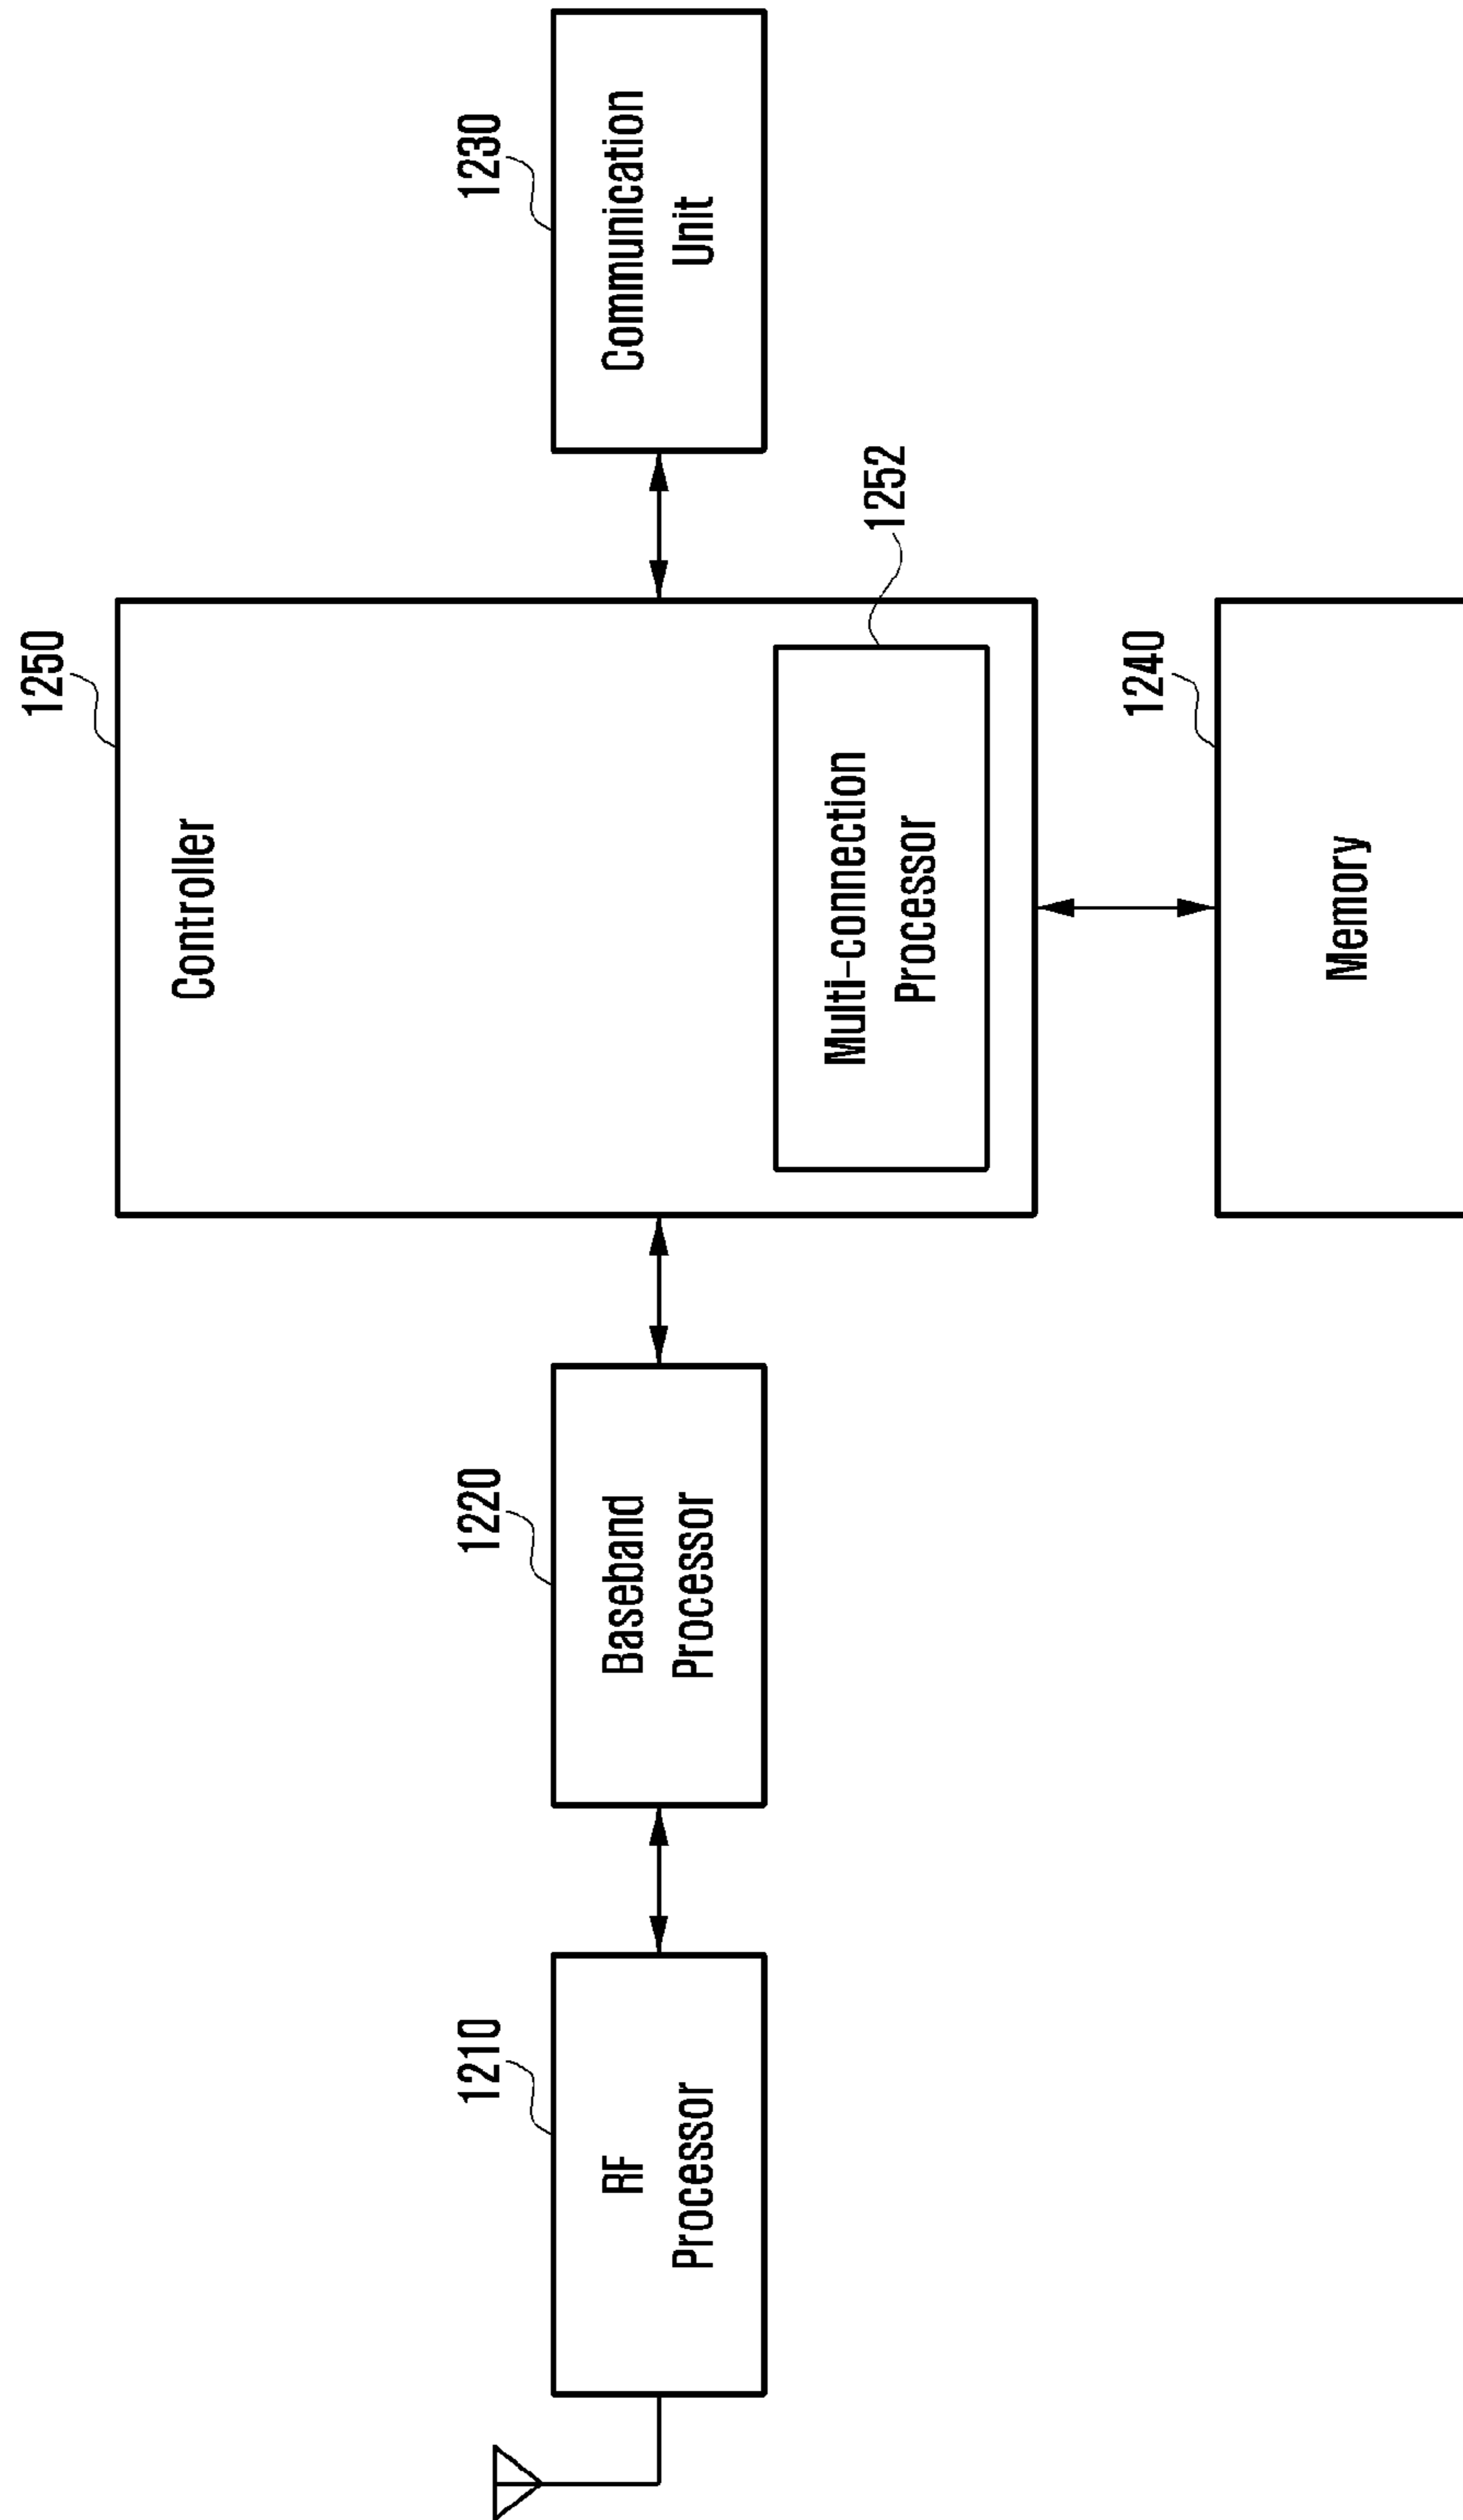 1250
Controller
1210
1220
1230
RF
Processor
Baseband
Processor
Communication
Unit
Multi-connection
Processor
1252
1240
Memory